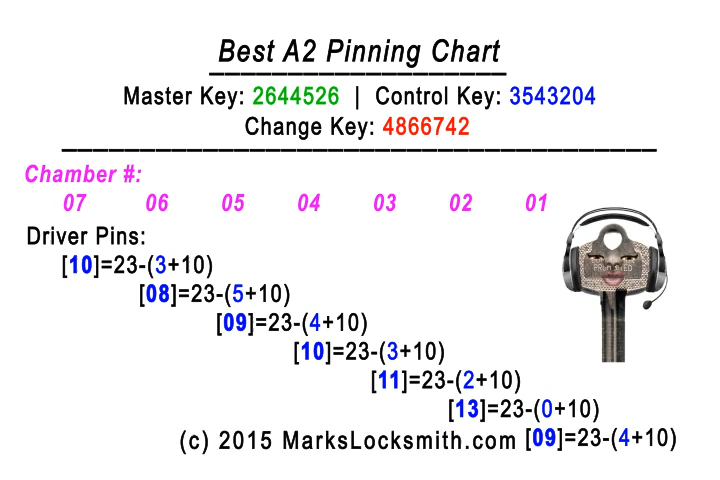 Best A2 Pinning Chart
Master Key: 2644526 | Control Key: 3543204
Change Key: 4866742
Chamber #:
07 06 05 04 03 02 01
Driver Pins:
[10]=23-(3+10)
[08]=23-(5+10)
[09]=23-(4+10)
[10]=23-(3+10)
[11]=23-(2+10)
[13]=23-(0+10)
(c) 2015 MarksLocksmith.com [09]=23-(4+10)